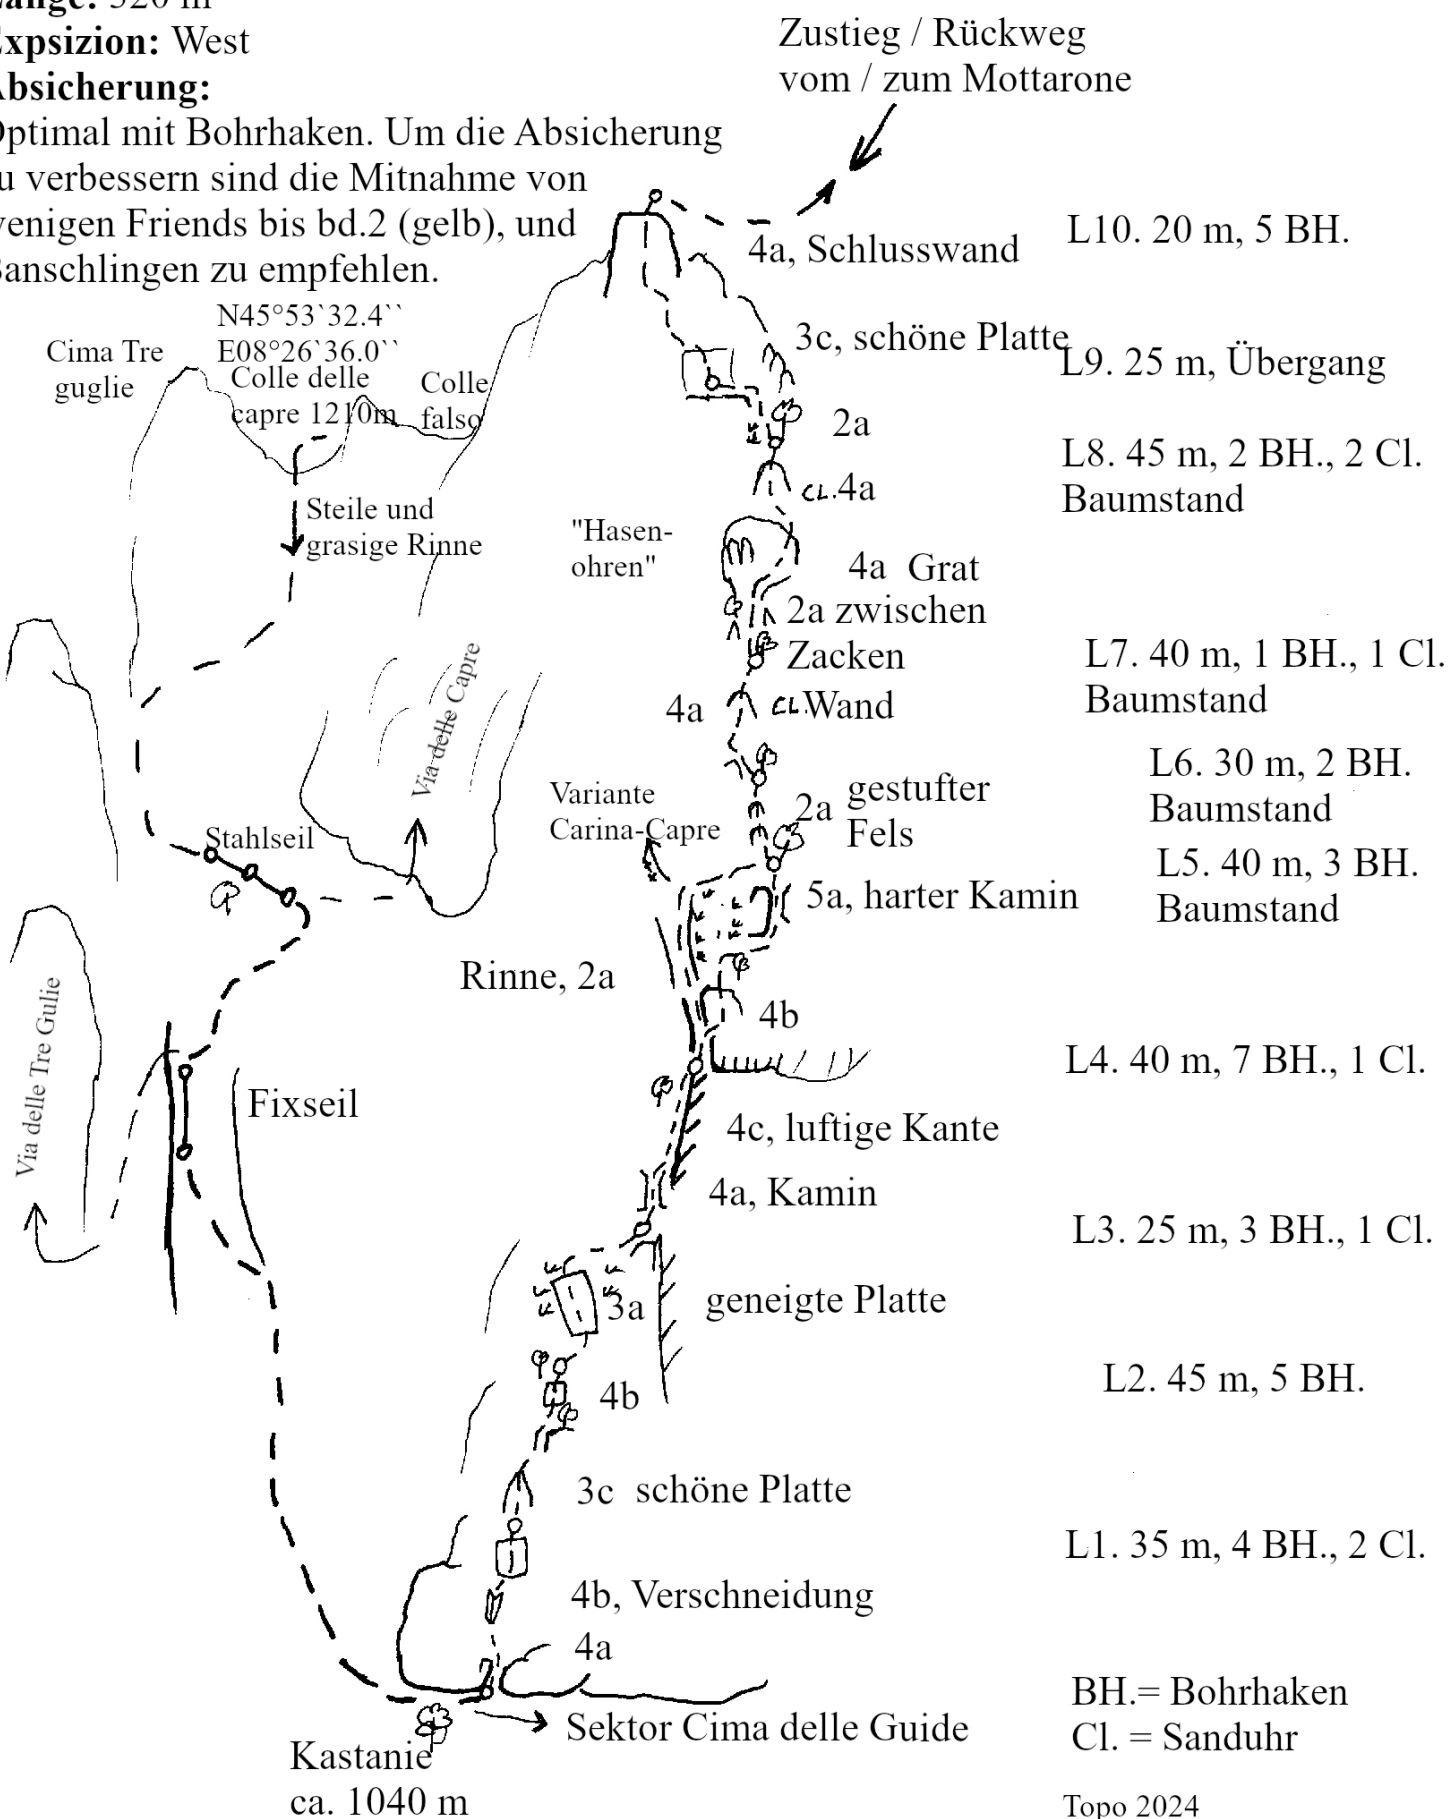 Länge: 320 m
Expsizion: West
Absicherung:
Optimal mit Bohrhaken. Um die Absicherung
zu verbessern sind die Mitnahme von
wenigen Friends bis bd.2 (gelb), und
Banschlingen zu empfehlen.
Zustieg / Rückweg
vom / zum Mottarone
4a, Schlusswand
L10. 20 m, 5 BH.
N45°53`32.4``
E08°26`36.0``
Cima Tre
guglie
Colle delle
capre 1210m
Colle
falso
3c, schöne Platte
L9. 25 m, Übergang
2a
L8. 45 m, 2 BH., 2 Cl.
Baumstand
CL.4a
Steile und
grasige Rinne
"Hasen-
ohren"
4a Grat
2a zwischen
Zacken
L7. 40 m, 1 BH., 1 Cl.
Baumstand
4a
CL.Wand
Via delle Capre
L6. 30 m, 2 BH.
Baumstand
Variante
Carina-Capre
2a
gestufter
Fels
Stahlseil
L5. 40 m, 3 BH.
Baumstand
5a, harter Kamin
Rinne, 2a
4b
Via delle Tre Gulie
L4. 40 m, 7 BH., 1 Cl.
Fixseil
4c, luftige Kante
4a, Kamin
L3. 25 m, 3 BH., 1 Cl.
3a
geneigte Platte
L2. 45 m, 5 BH.
4b
3c schöne Platte
L1. 35 m, 4 BH., 2 Cl.
4b, Verschneidung
4a
BH.= Bohrhaken
Cl. = Sanduhr
Sektor Cima delle Guide
Kastanie
ca. 1040 m
Topo 2024